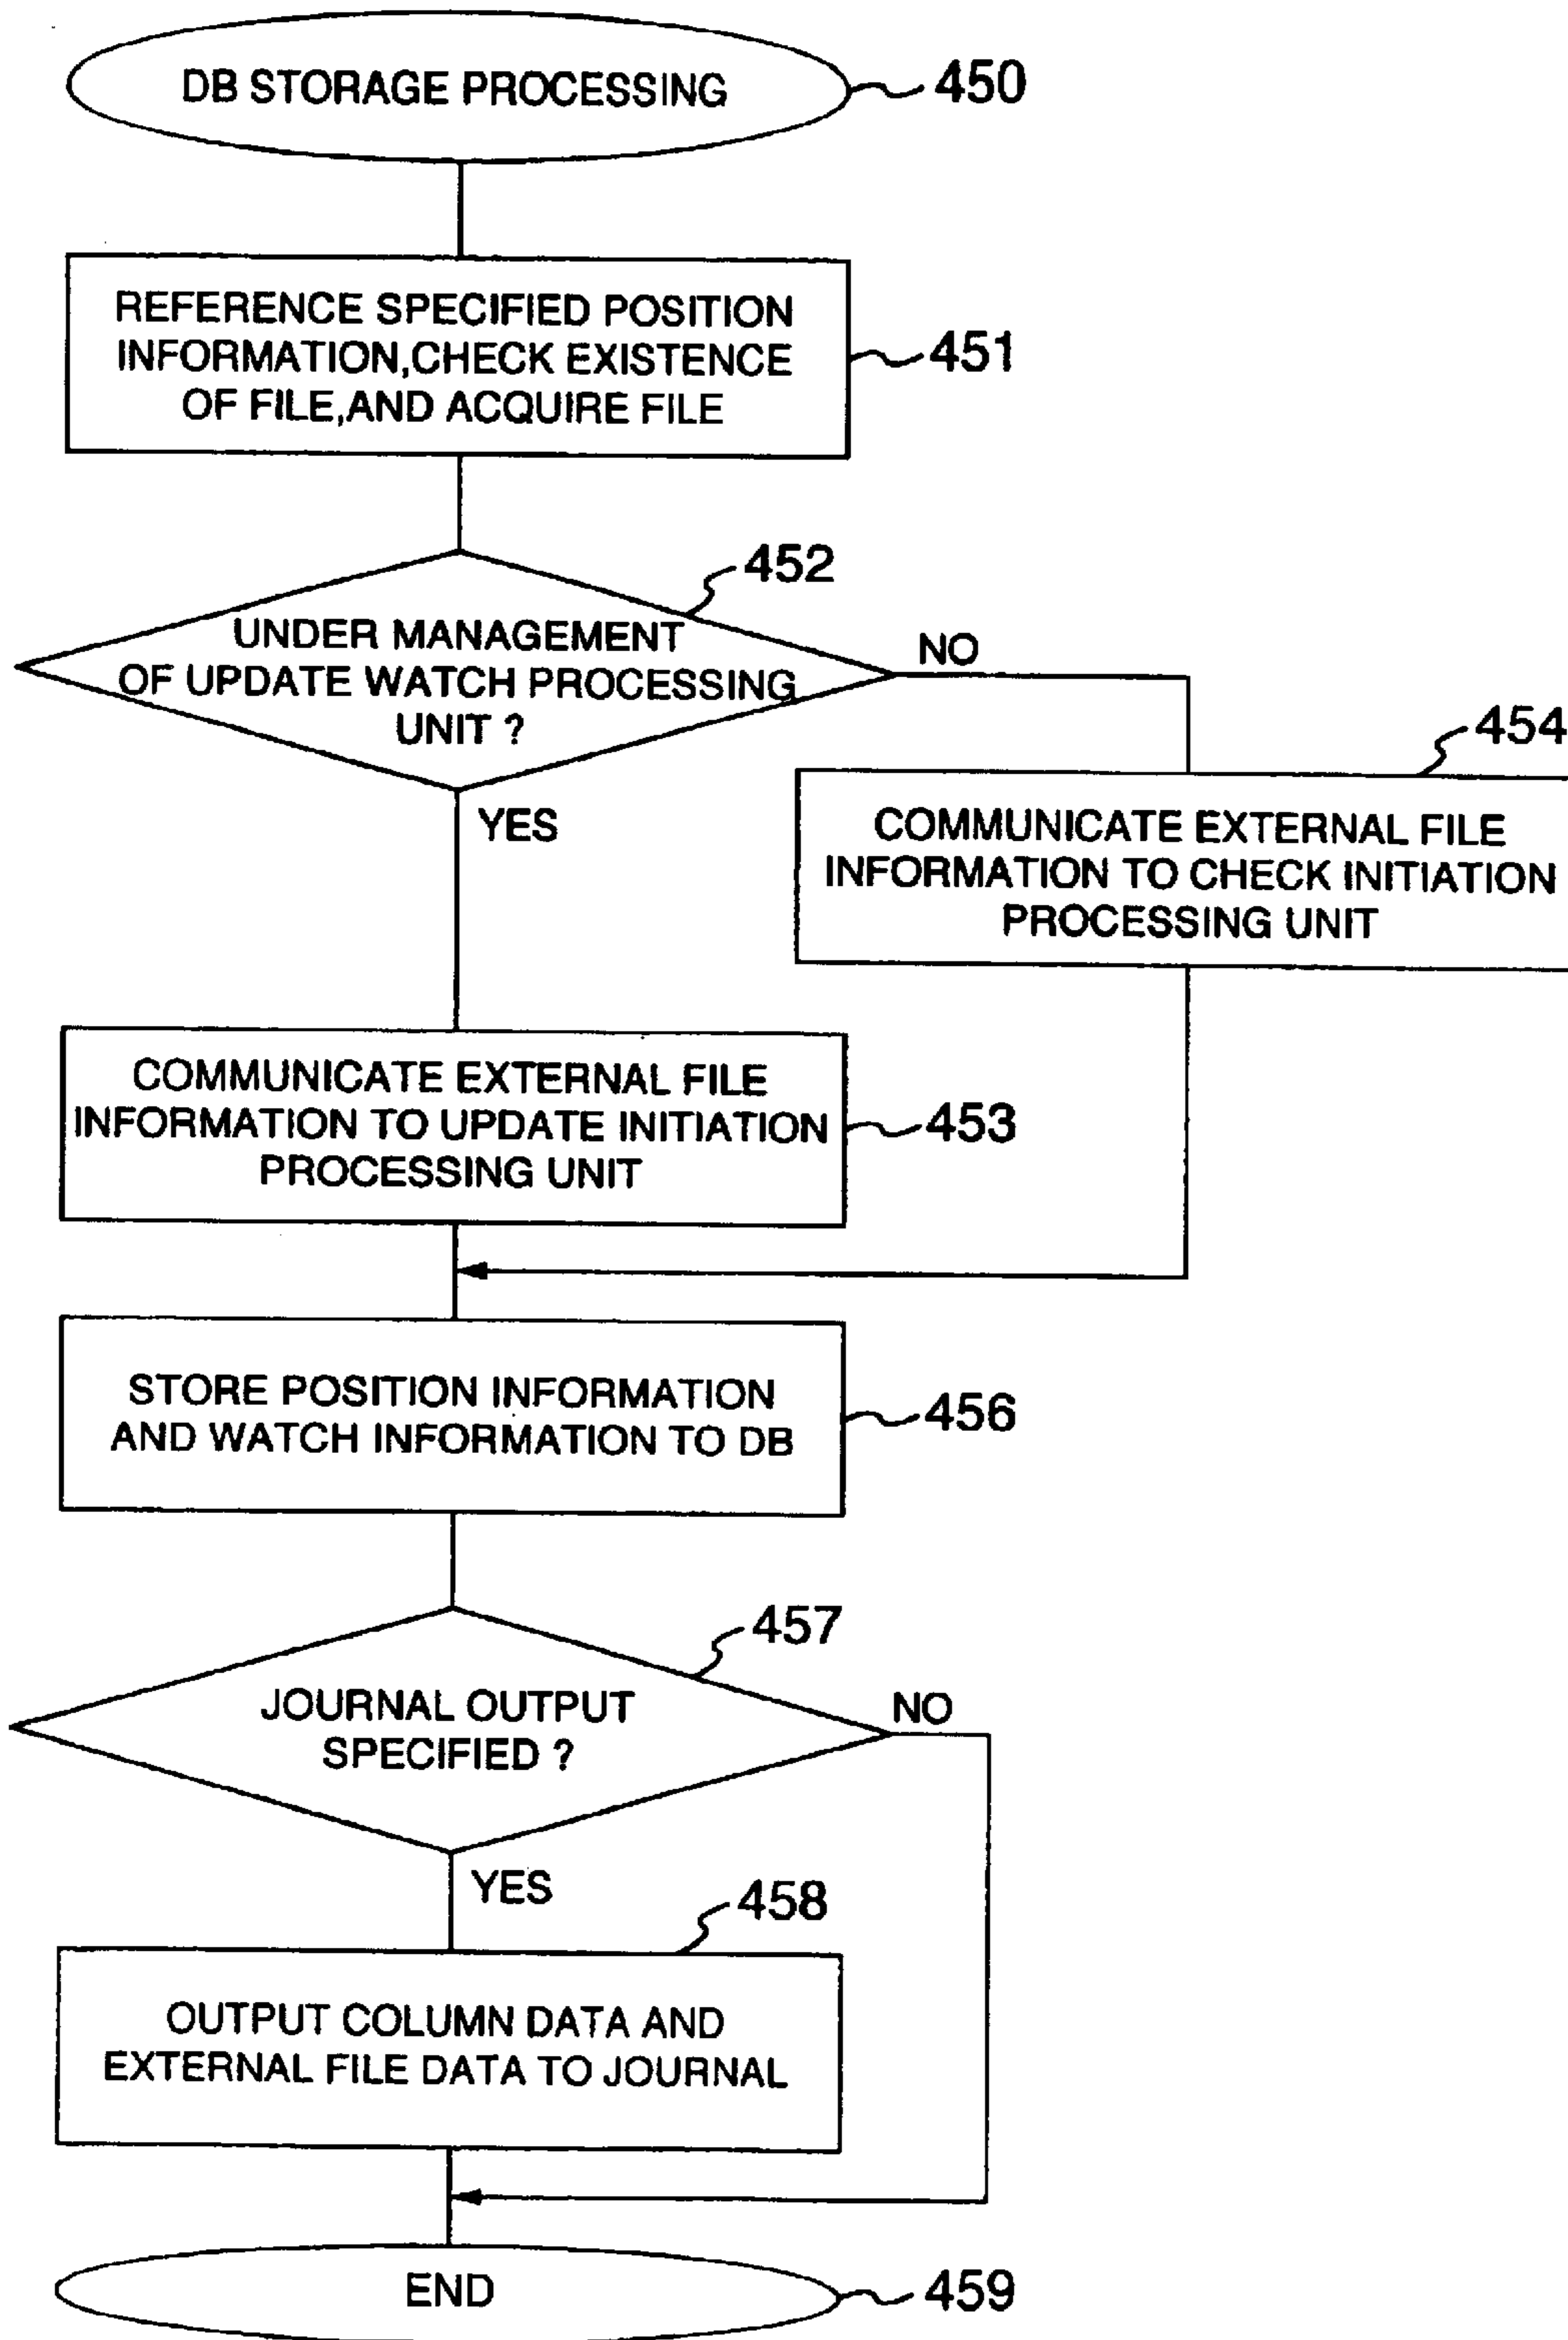 DB STORAGE PROCESSING
450
REFERENCE SPECIFIED POSITION
INFORMATION,CHECK EXISTENCE
OF FILE,AND ACQUIRE FILE
451
452
UNDER MANAGEMENT
OF UPDATE WATCH PROCESSING
UNIT ?
NO
YES
454
COMMUNICATE EXTERNAL FILE
INFORMATION TO CHECK INITIATION
PROCESSING UNIT
COMMUNICATE EXTERNAL FILE
INFORMATION TO UPDATE INITIATION
PROCESSING UNIT
453
STORE POSITION INFORMATION
AND WATCH INFORMATION TO DB
456
457
JOURNAL OUTPUT
SPECIFIED ?
NO
YES
458
OUTPUT COLUMN DATA AND
EXTERNAL FILE DATA TO JOURNAL
END
459